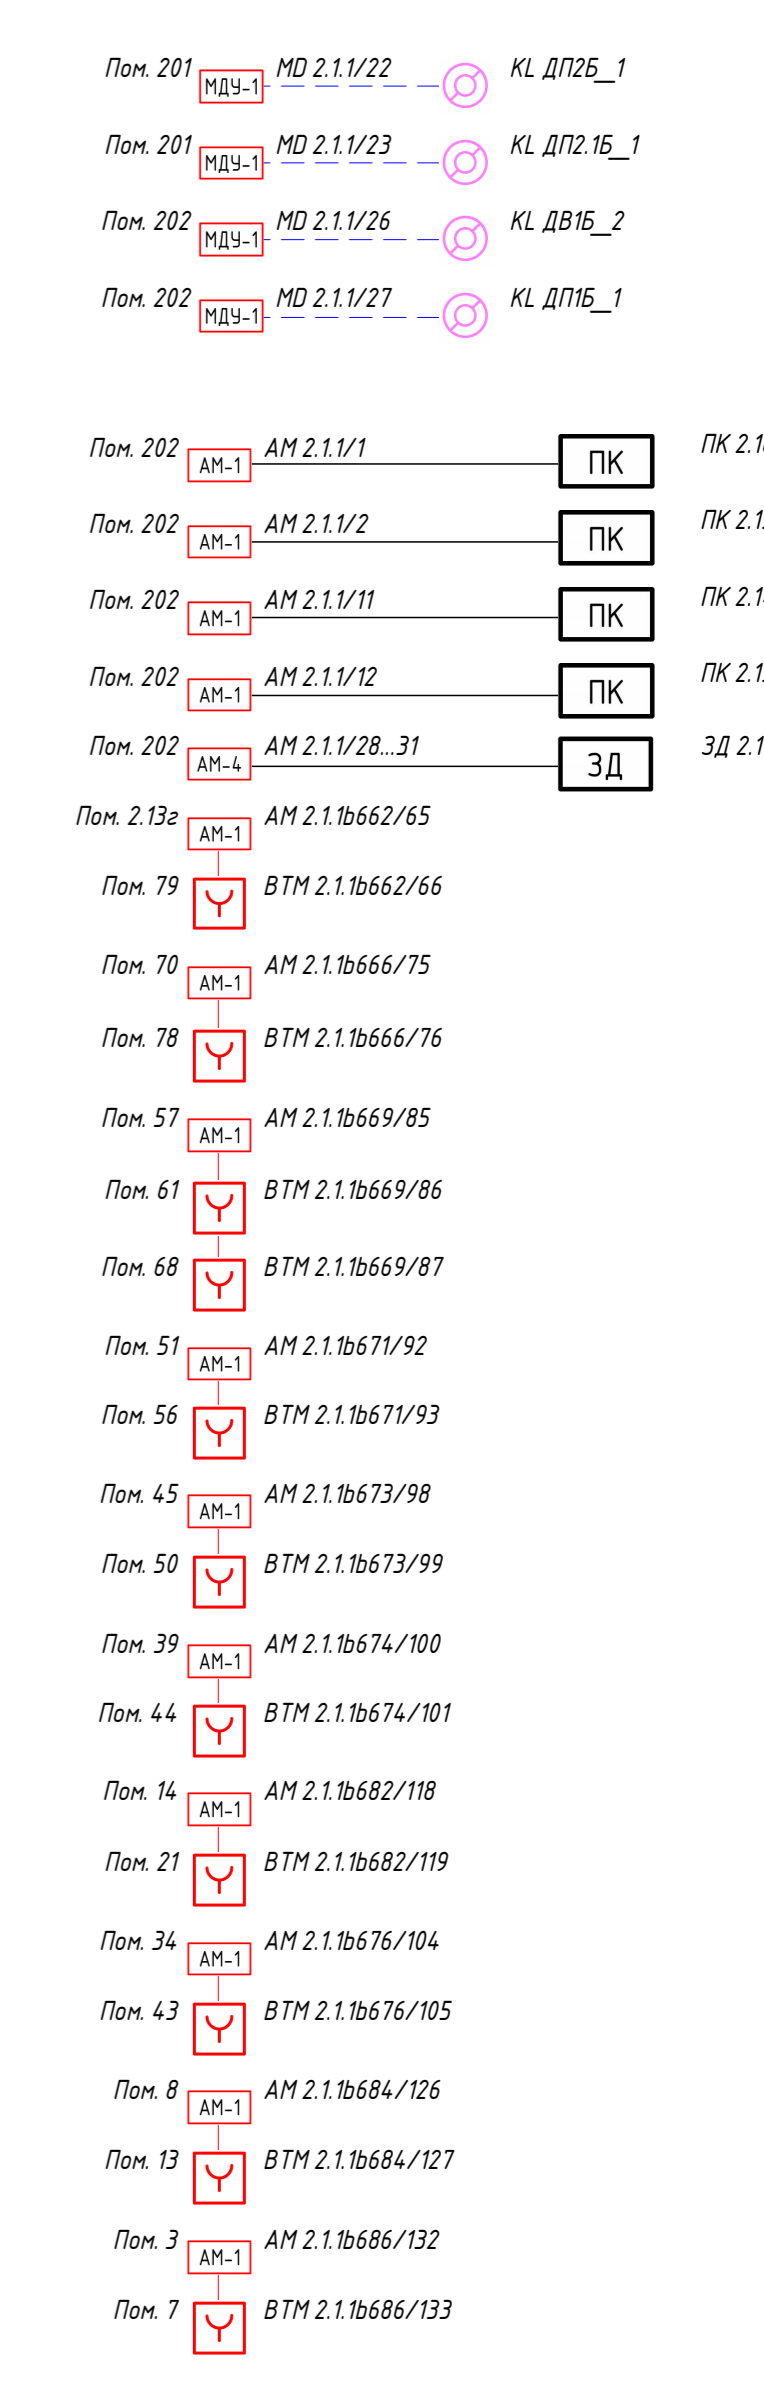 Пом. 201 МДУ-1 MD 2.1.1/22 KL ДП2Б__1
Пом. 201 МДУ-1 MD 2.1.1/23 KL ДП2.1Б__1
Пом. 202 МДУ-1 MD 2.1.1/26 KL ДВ1Б__2
Пом. 202 МДУ-1 MD 2.1.1/27 KL ДП1Б__1
Пом. 202 АМ-1 АМ 2.1.1/1 ПК ПК
Пом. 202 АМ-1 АМ 2.1.1/2 ПК ПК
Пом. 202 АМ-1 АМ 2.1.1/11 ПК ПК
Пом. 202 АМ-1 АМ 2.1.1/12 ПК ПК
Пом. 202 АМ-4 АМ 2.1.1/28...31 ЗД ЗД 2.1
Пом. 2.13г АМ-1 АМ 2.1.1b662/65
Пом. 79 ВТМ 2.1.1b662/66
Пом. 70 АМ-1 АМ 2.1.1b666/75
Пом. 78 ВТМ 2.1.1b666/76
Пом. 57 АМ-1 АМ 2.1.1b669/85
Пом. 61 ВТМ 2.1.1b669/86
Пом. 68 ВТМ 2.1.1b669/87
Пом. 51 АМ-1 АМ 2.1.1b671/92
Пом. 56 ВТМ 2.1.1b671/93
Пом. 45 АМ-1 АМ 2.1.1b673/98
Пом. 50 ВТМ 2.1.1b673/99
Пом. 39 АМ-1 АМ 2.1.1b674/100
Пом. 44 ВТМ 2.1.1b674/101
Пом. 14 АМ-1 АМ 2.1.1b682/118
Пом. 21 ВТМ 2.1.1b682/119
Пом. 34 АМ-1 АМ 2.1.1b676/104
Пом. 43 ВТМ 2.1.1b676/105
Пом. 8 АМ-1 АМ 2.1.1b684/126
Пом. 13 ВТМ 2.1.1b684/127
Пом. 3 АМ-1 АМ 2.1.1b686/132
Пом. 7 ВТМ 2.1.1b686/133